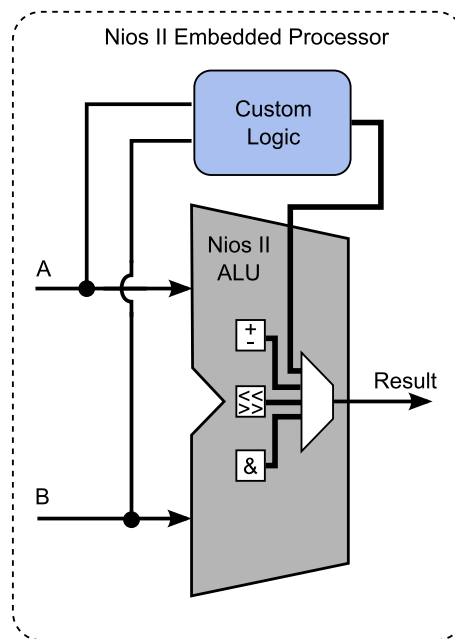 Nios II Embedded Processor
Custom
Logic
Nios II
ALU
A
+
-
<<
>>
Result
&
B